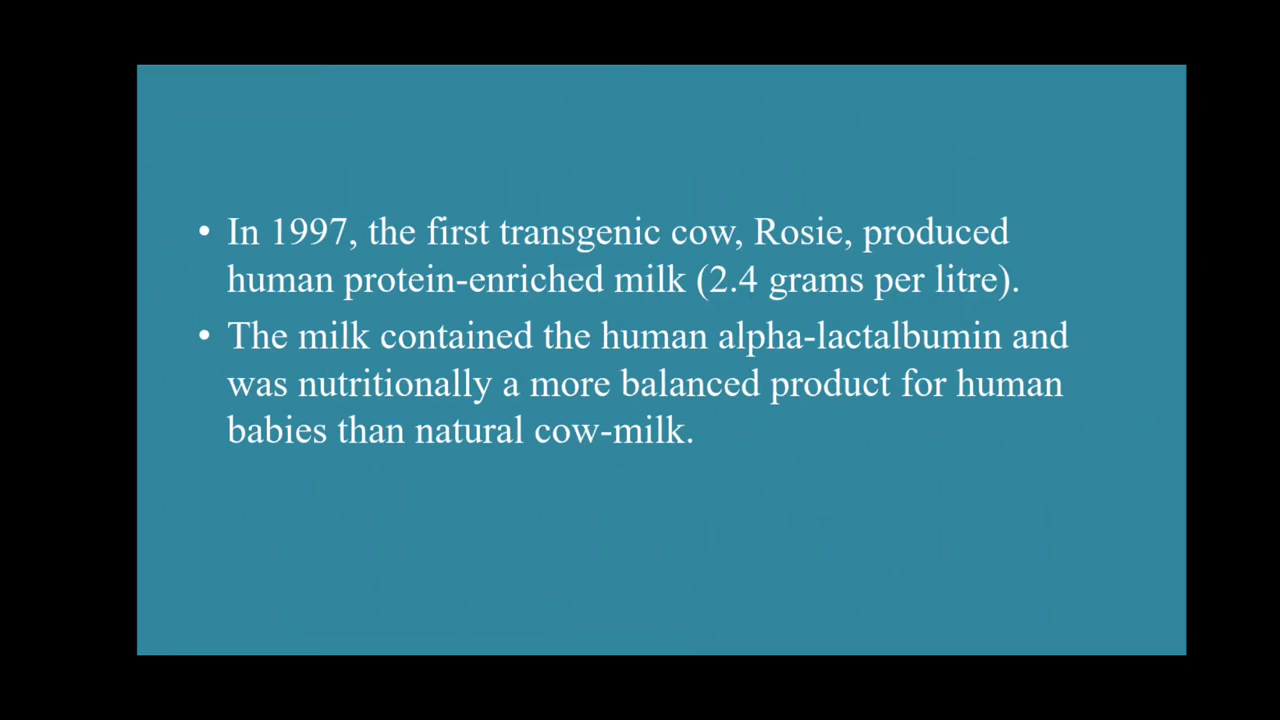 • In 1997, the first transgenic cow, Rosie, produced
human protein-enriched milk (2.4 grams per litre).
• The milk contained the human alpha-lactalbumin and
was nutritionally a more balanced product for human
babies than natural cow-milk.